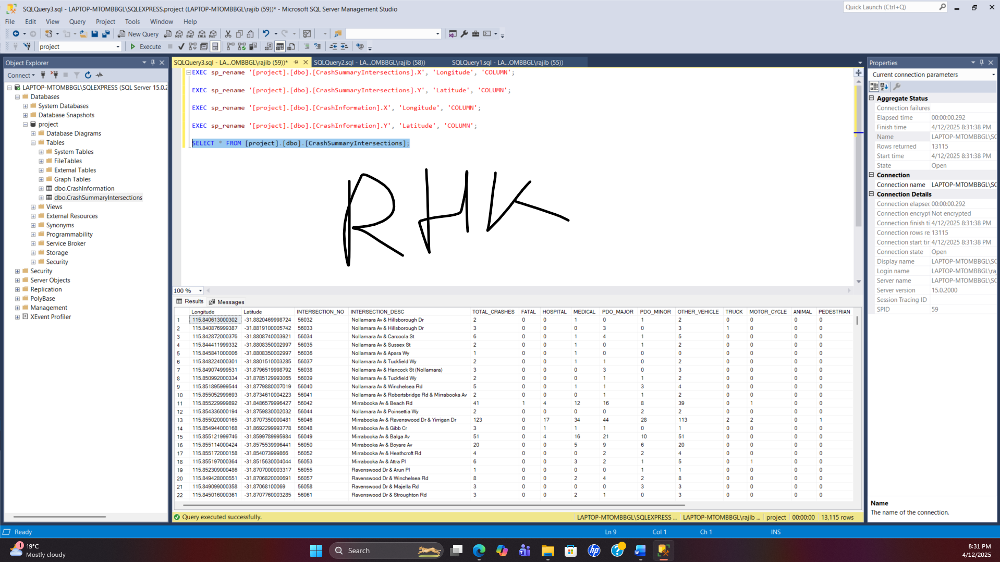 SQLQuery3.sql - LAPTOP-MTOMBBGL\SQLEXPRESS.project (LAPTOP-MTOMBBGL\rajib (59))* - Microsoft SQL Server Management Studio
Quick Launch (Ctrl+Q)
File Edit View Query Project Tools Window Help
New Query MDX DMX XMLA DAX
project Execute
Object Explorer
Connect
LAPTOP-MTOMBBGL\SQLEXPRESS (SQL Server 15.0.2
Databases
System Databases
Database Snapshots
project
Database Diagrams
Tables
System Tables
FileTables
External Tables
Graph Tables
dbo.CrashInformation
dbo.CrashSummaryIntersections
Views
External Resources
Synonyms
Programmability
Service Broker
Storage
Security
Security
Server Objects
Replication
PolyBase
Management
XEvent Profiler
SQLQuery3.sql - LA...OMBBGL\rajib (59))* SQLQuery2.sql - LA...OMBBGL\rajib (58)) SQLQuery1.sql - LA...OMBBGL\rajib (55))
EXEC sp_rename '[project].[dbo].[CrashSummaryIntersections].X', 'Longitude', 'COLUMN';
EXEC sp_rename '[project].[dbo].[CrashSummaryIntersections].Y', 'Latitude', 'COLUMN';
EXEC sp_rename '[project].[dbo].[CrashInformation].X', 'Longitude', 'COLUMN';
EXEC sp_rename '[project].[dbo].[CrashInformation].Y', 'Latitude', 'COLUMN';
SELECT * FROM [project].[dbo].[CrashSummaryIntersections];
RHK
100 %
Results Messages
Longitude Latitude INTERSECTION_NO INTERSECTION_DESC TOTAL_CRASHES FATAL HOSPITAL MEDICAL PDO_MAJOR PDO_MINOR OTHER_VEHICLE TRUCK MOTOR_CYCLE ANIMAL PEDESTRIAN
1 115.840613000302 -31.8820469998724 56032 Nollamara Av & Hillsborough Dr 2 0 0 1 0 1 2 0 0 0 0
2 115.840876999387 -31.8819100005742 56033 Nollamara Av & Hillsborough Dr 3 0 0 0 3 0 3 1 0 0 0
3 115.842872000376 -31.8808740003921 56034 Nollamara Av & Carcoola St 6 0 0 1 4 1 5 0 0 0 0
4 115.844411999332 -31.8808350002997 56035 Nollamara Av & Sussex St 2 0 0 1 0 1 2 0 0 0 0
5 115.845841000006 -31.8808350002997 56036 Nollamara Av & Apara Wy 1 0 0 1 0 0 0 0 0 0 0
6 115.848224000301 -31.8801510003285 56037 Nollamara Av & Tuckfield Wy 2 0 0 1 1 0 2 0 0 0 0
7 115.849074999531 -31.8796519998792 56038 Nollamara Av & Hancock St (Nollamara) 3 0 0 0 3 0 3 0 0 0 0
8 115.850992000334 -31.8785129993065 56039 Nollamara Av & Tuckfield Wy 2 0 0 0 1 1 2 0 0 0 0
9 115.851895999544 -31.8779880007019 56040 Nollamara Av & Winchelsea Rd 5 0 0 1 1 3 4 0 0 0 0
10 115.855052999693 -31.8734610004223 56041 Nollamara Av & Robertsbridge Rd & Mirrabooka Av 2 0 0 0 1 1 2 0 0 0 0
11 115.855229999892 -31.8486579996427 56042 Mirrabooka Av & Beach Rd 41 1 4 12 16 8 39 0 1 0 0
12 115.854336000194 -31.8759830002032 56044 Nollamara Av & Poinsettia Wy 2 0 0 0 0 2 2 0 0 0 0
13 115.855020000165 -31.8707350000481 56046 Mirrabooka Av & Ravenswood Dr & Yirrigan Dr 123 0 17 34 44 28 113 2 2 0 1
14 115.854944000168 -31.8692299993778 56048 Mirrabooka Av & Gibb Cr 3 0 1 1 1 0 1 0 0 0 0
15 115.855121999746 -31.8599789995984 56049 Mirrabooka Av & Balga Av 51 0 4 16 21 10 51 0 0 0 0
16 115.855114000424 -31.8575539996441 56050 Mirrabooka Av & Boyare Av 20 0 0 5 9 6 20 0 0 0 0
17 115.855172000158 -31.854073999866 56052 Mirrabooka Av & Heathcroft Rd 4 0 0 0 2 2 4 0 0 0 0
18 115.855197000364 -31.8515630004044 56053 Mirrabooka Av & Attra Pl 6 0 0 3 2 1 5 0 1 0 0
19 115.852309000486 -31.8707000003317 56055 Ravenswood Dr & Arun Pl 1 0 0 0 0 1 1 0 0 0 0
20 115.849428000551 -31.8706820000691 56057 Ravenswood Dr & Winchelsea Rd 8 0 0 2 4 2 8 0 0 0 0
21 115.849099000358 -31.87068100069 56058 Ravenswood Dr & Majella Rd 3 0 0 0 0 3 3 0 0 0 0
22 115.845016000361 -31.8707760003285 56061 Ravenswood Dr & Stroughton Rd 3 0 0 2 1 0 3 0 0 0 0
Query executed successfully. LAPTOP-MTOMBBGL\SQLEXPRESS ... LAPTOP-MTOMBBGL\rajib ... project 00:00:00 13,115 rows
Properties
Current connection parameters
Aggregate Status
Connection failures
Elapsed time 00:00:00.292
Finish time 4/12/2025 8:31:38 PM
Name LAPTOP-MTOMBBGL\SC
Rows returned 13115
Start time 4/12/2025 8:31:38 PM
State Open
Connection
Connection name LAPTOP-MTOMBBGL\SC
Connection Details
Connection elapsec 00:00:00.292
Connection encrypt Not encrypted
Connection finish ti 4/12/2025 8:31:38 PM
Connection rows re 13115
Connection start tir 4/12/2025 8:31:38 PM
Connection state Open
Display name LAPTOP-MTOMBBGL\SC
Login name LAPTOP-MTOMBBGL\ra
Server name LAPTOP-MTOMBBGL\SC
Server version 15.0.2000
Session Tracing ID
SPID 59
Name
The name of the connection.
Ready Ln 9 Col 1 Ch 1 INS
1 19°C
Mostly cloudy
Search
hp
8:31 PM
4/12/2025